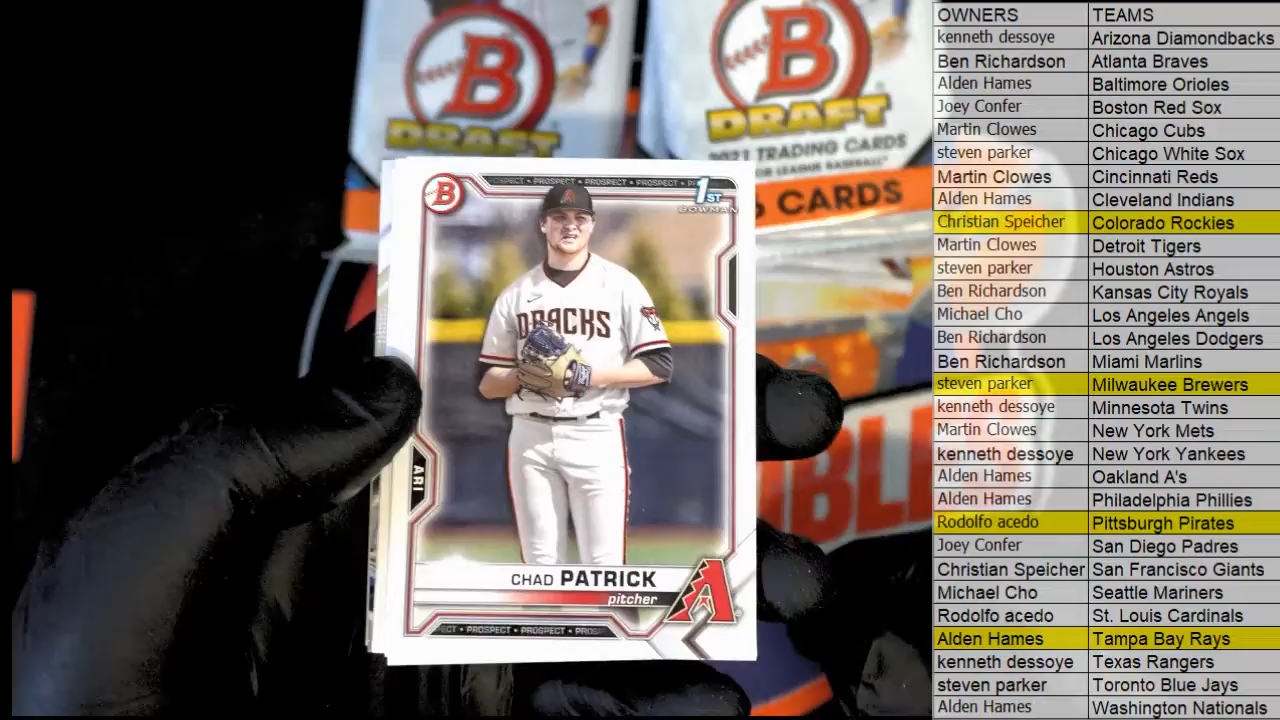 B
DRAFT
B
DRAFT
2021 TRADING CARDS
LEAGUE BASEBALL
CARDS
B
PROSPECT • PROSPECT • PROSPECT
1ST
BOWMAN
A
DBACKS
ARI
CHAD PATRICK
pitcher
A
PROSPECT • PROSPECT
OWNERS TEAMS
kenneth dessoye Arizona Diamondbacks
Ben Richardson Atlanta Braves
Alden Hames Baltimore Orioles
Joey Confer Boston Red Sox
Martin Clowes Chicago Cubs
steven parker Chicago White Sox
Martin Clowes Cincinnati Reds
Alden Hames Cleveland Indians
Christian Speicher Colorado Rockies
Martin Clowes Detroit Tigers
steven parker Houston Astros
Ben Richardson Kansas City Royals
Michael Cho Los Angeles Angels
Ben Richardson Los Angeles Dodgers
Ben Richardson Miami Marlins
steven parker Milwaukee Brewers
kenneth dessoye Minnesota Twins
Martin Clowes New York Mets
kenneth dessoye New York Yankees
Alden Hames Oakland A's
Alden Hames Philadelphia Phillies
Rodolfo acedo Pittsburgh Pirates
Joey Confer San Diego Padres
Christian Speicher San Francisco Giants
Michael Cho Seattle Mariners
Rodolfo acedo St. Louis Cardinals
Alden Hames Tampa Bay Rays
kenneth dessoye Texas Rangers
steven parker Toronto Blue Jays
Alden Hames Washington Nationals